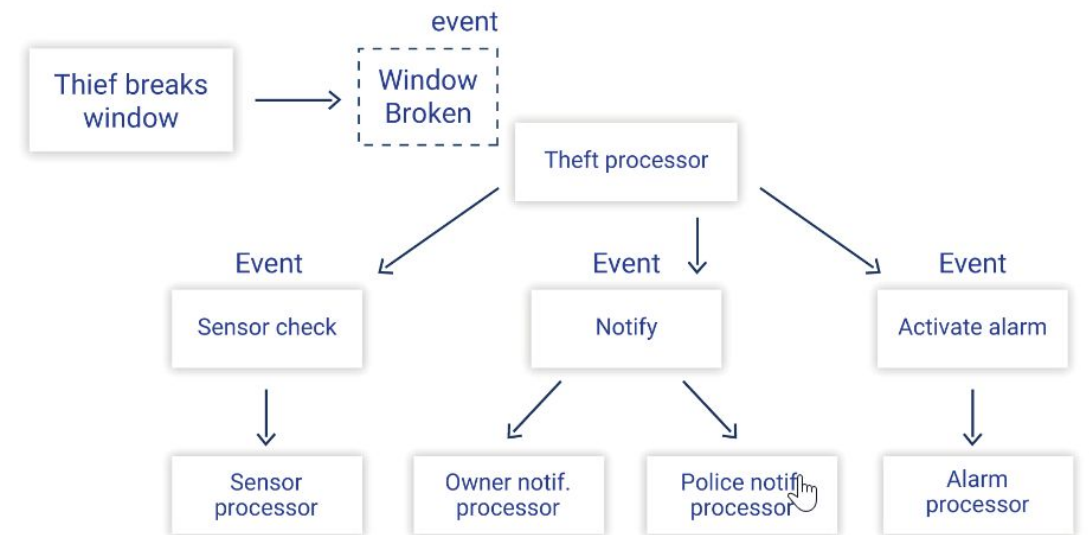 event
Thief breaks
window
Window
Broken
Theft processor
Event
Event
Event
Sensor check
Notify
Activate alarm
Sensor
processor
Owner notif.
processor
Police notif.
processor
Alarm
processor